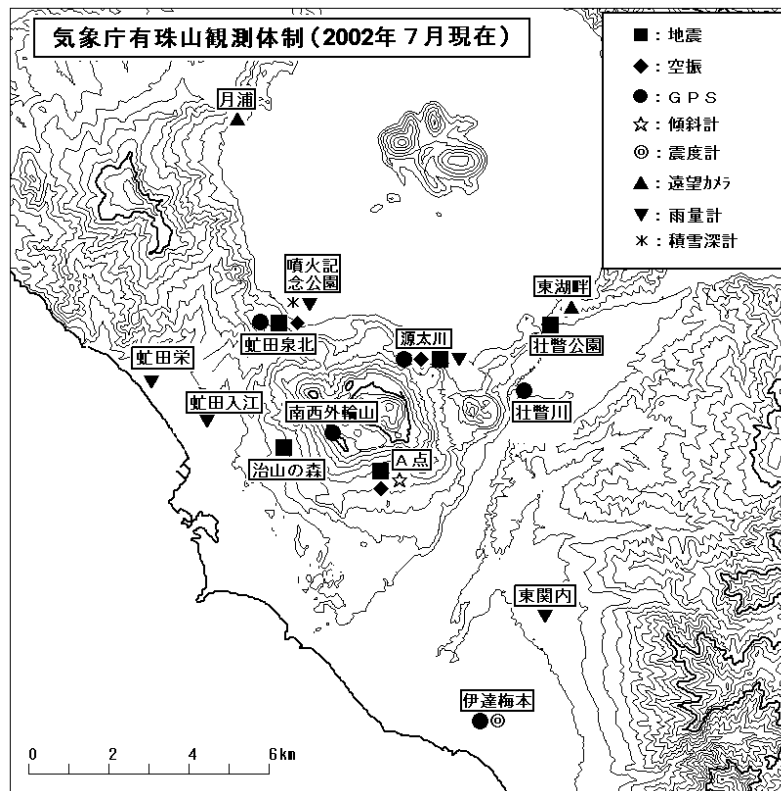 気象庁有珠山観測体制（2002年７月現在）
■：地震
◆：空振
●：ＧＰＳ
☆：傾斜計
◎：震度計
▲：遠望ｶﾒﾗ
▼：雨量計
＊：積雪深計
月浦
噴火記
念公園
東湖畔
虻田泉北
源太川
壮瞥公園
虻田栄
虻田入江
南西外輪山
壮瞥川
治山の森
Ａ点
東関内
伊達梅本
0 2 4 6km